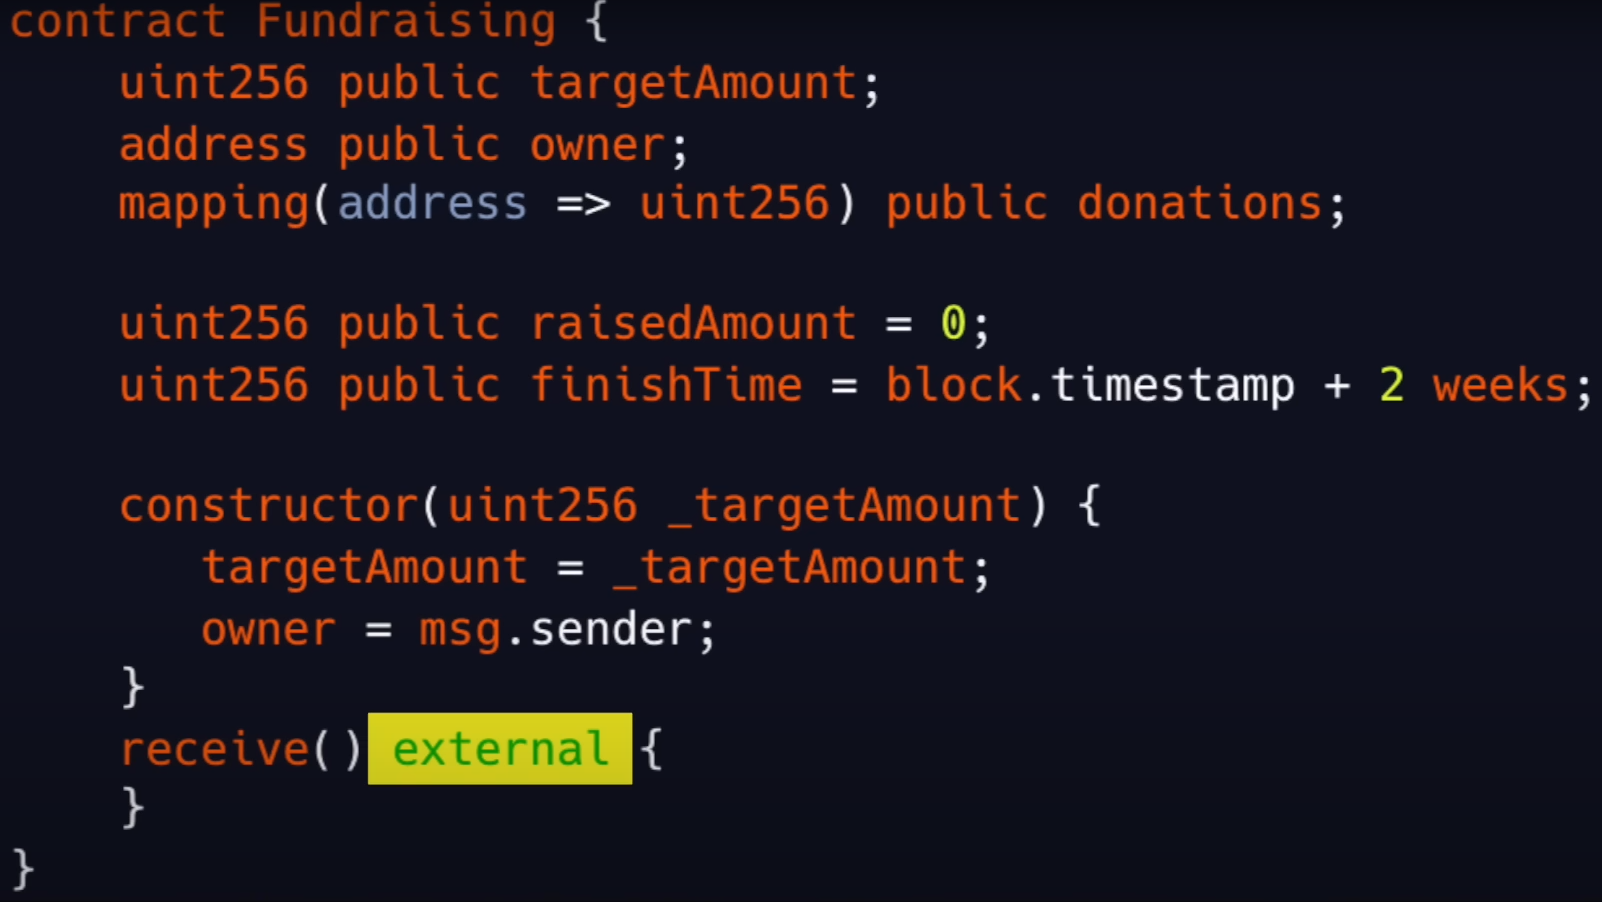 contract Fundraising {
    uint256 public targetAmount;
    address public owner;
    mapping(address => uint256) public donations;

    uint256 public raisedAmount = 0;
    uint256 public finishTime = block.timestamp + 2 weeks;

    constructor(uint256 _targetAmount) {
       targetAmount = _targetAmount;
       owner = msg.sender;
    }
    receive() external {
    }
}